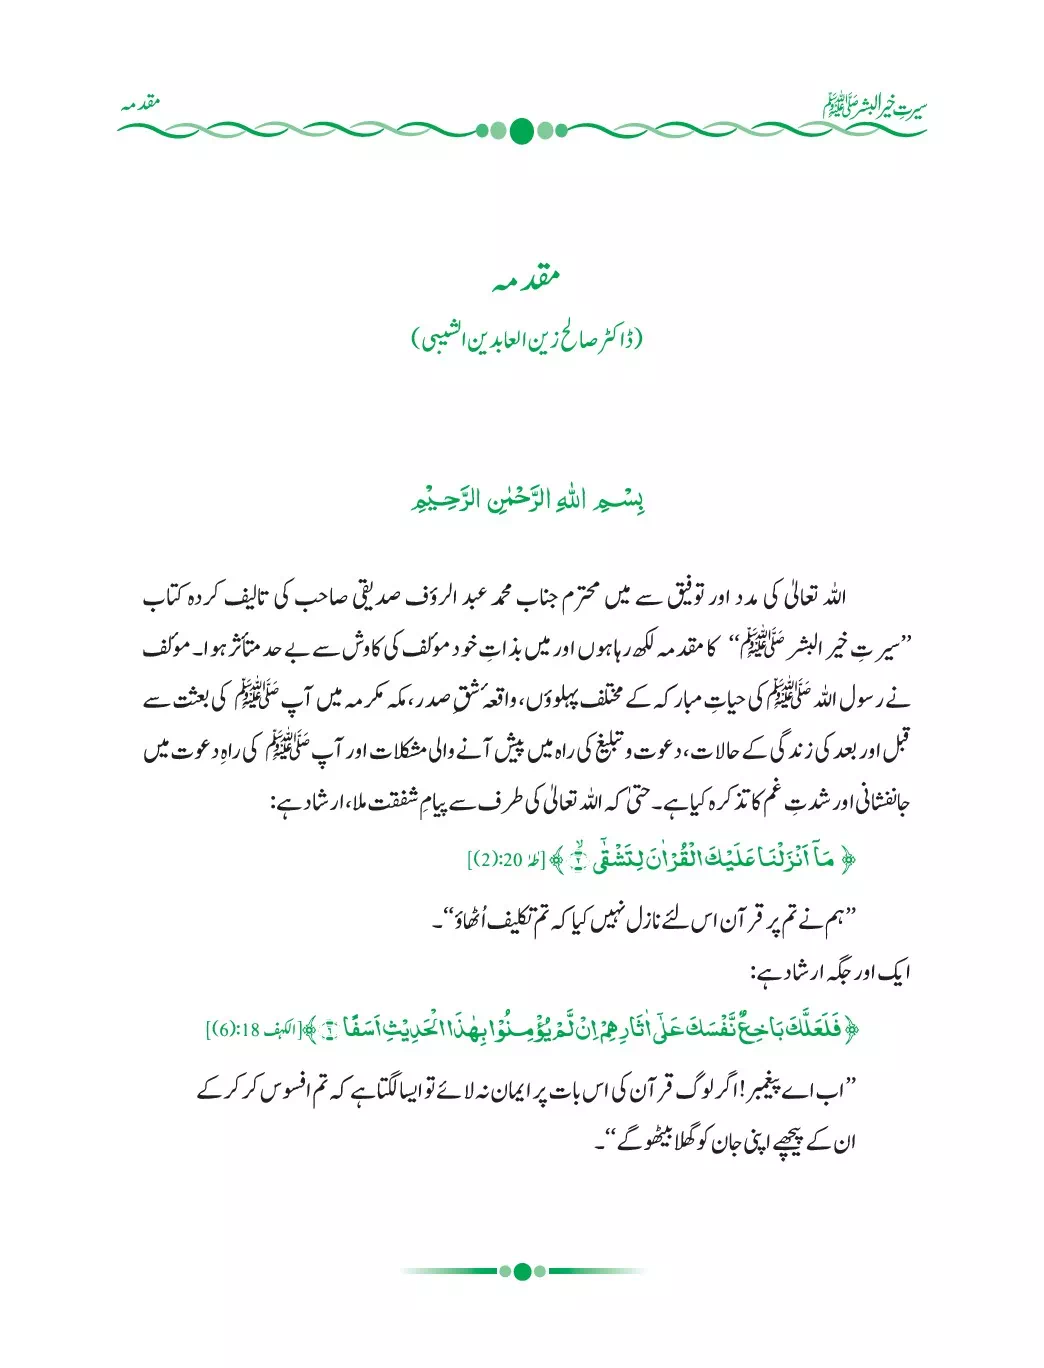 سیرتِ خیر البشر ﷺ
مقدمہ
مقدمہ
(ڈاکٹر صالح زین العابدین الشیبی)
بِسْمِ اللهِ الرَّحْمٰنِ الرَّحِیْمِ
اللہ تعالیٰ کی مدد اور توفیق سے میں محترم جناب محمد عبد الرؤف صدیقی صاحب کی تالیف کردہ کتاب
’’سیرتِ خیر البشر ﷺ‘‘ کا مقدمہ لکھ رہا ہوں اور میں بذاتِ خود مولف کی کاوش سے بے حد متأثر ہوا۔ مولف
نے رسول اللہ ﷺ کی حیاتِ مبارکہ کے مختلف پہلوؤں، واقعۂ شقِ صدر، مکہ مکرمہ میں آپ ﷺ کی بعثت سے
قبل اور بعد کی زندگی کے حالات، دعوت و تبلیغ کی راہ میں پیش آنے والی مشکلات اور آپ ﷺ کی راہِ دعوت میں
جانفشانی اور شدتِ غم کا تذکرہ کیا ہے۔ حتیٰ کہ اللہ تعالیٰ کی طرف سے پیامِ شفقت ملا، ارشاد ہے:
﴿ مَاۤ اَنْزَلْنَا عَلَیْكَ الْقُرْاٰنَ لِتَشْقٰۤی ۙ۝۲ ﴾ [طٰهٰ 20:(2)]
’’ہم نے تم پر قرآن اس لئے نازل نہیں کیا کہ تم تکلیف اُٹھاؤ‘‘۔
ایک اور جگہ ارشاد ہے:
﴿ فَلَعَلَّكَ بَاخِعٌ نَّفْسَكَ عَلٰۤی اٰثَارِهِمْ اِنْ لَّمْ یُؤْمِنُوْا بِهٰذَا الْحَدِیْثِ اَسَفًا ۝۶ ﴾ [الکہف 18:(6)]
’’اب اے پیغمبر! اگر لوگ قرآن کی اس بات پر ایمان نہ لائے تو ایسا لگتا ہے کہ تم افسوس کر کر کے
ان کے پیچھے اپنی جان کو گھلا بیٹھو گے‘‘۔